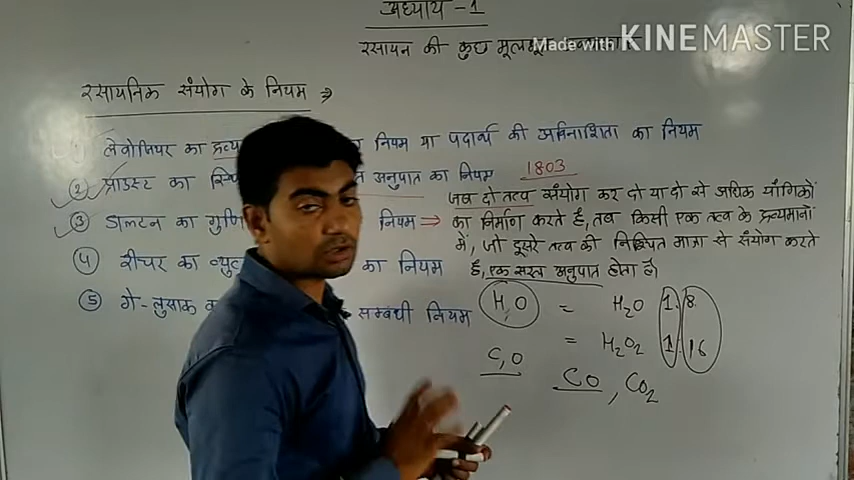 अध्याय -1
रसायन की कुछ मूलभूत
Made with KINEMASTER
रसायनिक संयोग के नियम ⇒
① लेवोजियर का द्रव्य नियम या पदार्थ की अविनाशिता का नियम
② प्राउस्ट का स्थि त अनुपात का नियम 1803
③ डाल्टन का गुणि नियम ⇒
जब दो तत्व संयोग कर दो या दो से अधिक यौगिकों
का निर्माण करते है, तब किसी एक तत्व के द्रव्यमानों
में, जो दूसरे तत्व की निश्चित मात्रा से संयोग करते
है, एक सरल अनुपात होता है।
④ रीचर का व्युत् का नियम
⑤ गे-लुसाक का सम्बंधी नियम
H,O = H₂O 1:8
= H₂O₂ 1:16
C,O CO, CO₂